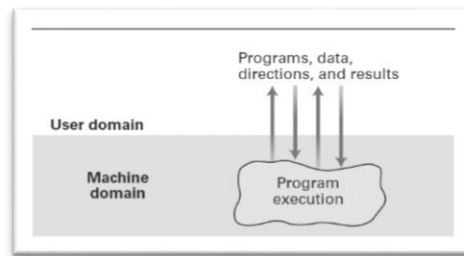 Programs, data,
directions, and results
User domain
Machine
domain
Program
execution